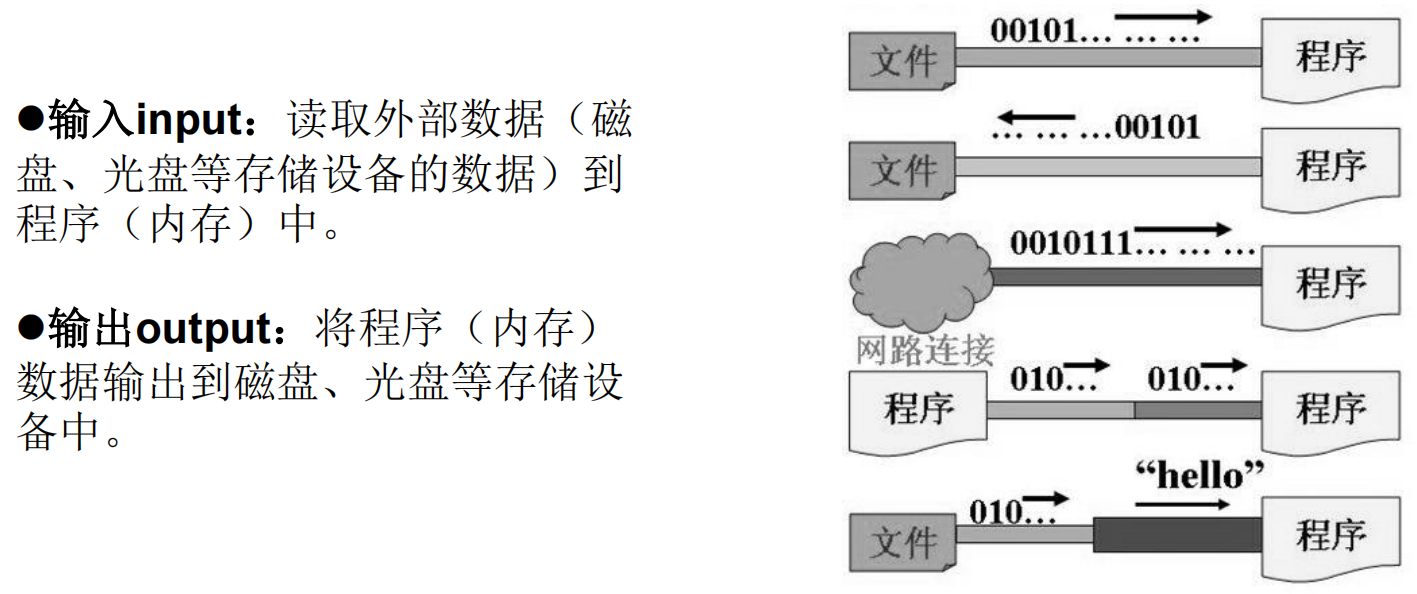 ●输入input：读取外部数据（磁
盘、光盘等存储设备的数据）到
程序（内存）中。
●输出output：将程序（内存）
数据输出到磁盘、光盘等存储设
备中。
00101… … …
文件
程序
… … …00101
文件
程序
0010111… … …
程序
网路连接
010… 010…
程序
程序
“hello”
010…
文件
程序